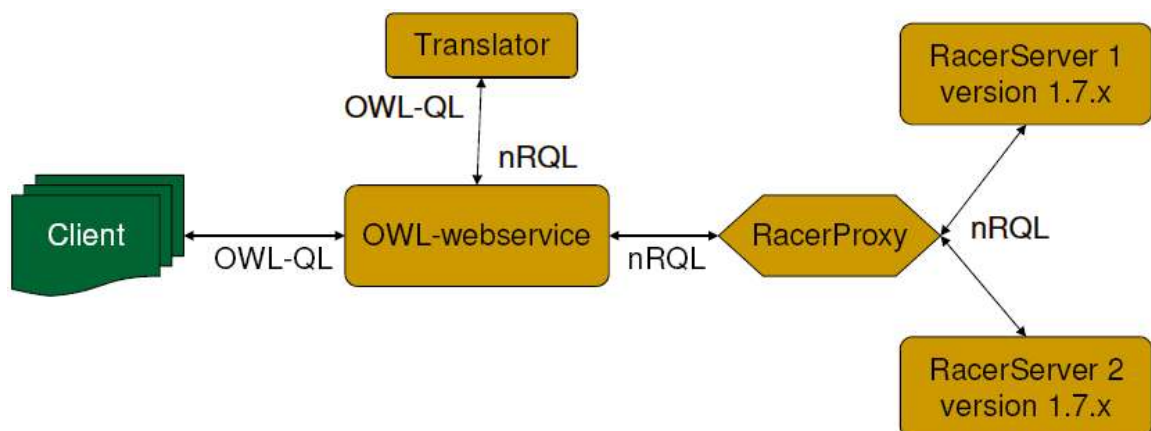 Translator
RacerServer 1
version 1.7.x
OWL-QL
nRQL
Client
OWL-webservice
RacerProxy
nRQL
OWL-QL
nRQL
RacerServer 2
version 1.7.x